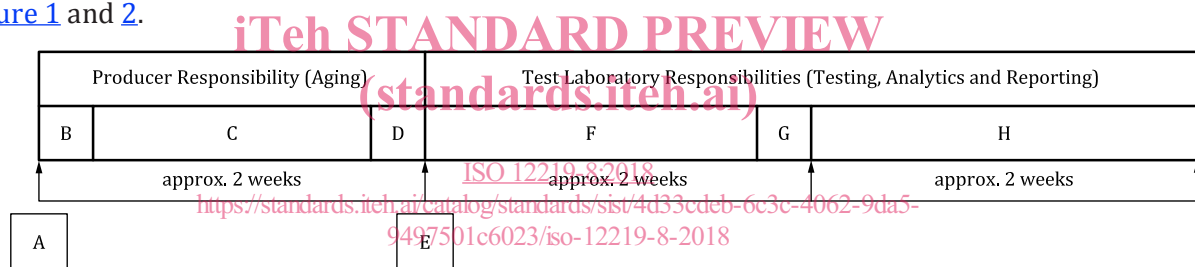 ure 1 and 2.
iTeh STANDARD PREVIEW
Producer Responsibility (Aging) Test Laboratory Responsibilities (Testing, Analytics and Reporting)
(standards.iteh.ai)
B C D F G H
ISO 12219-8:2018
approx. 2 weeks approx. 2 weeks approx. 2 weeks
https://standards.iteh.ai/catalog/standards/sist/4d33cdeb-6c3c-4062-9da5-
9497501c6023/iso-12219-8-2018
A E